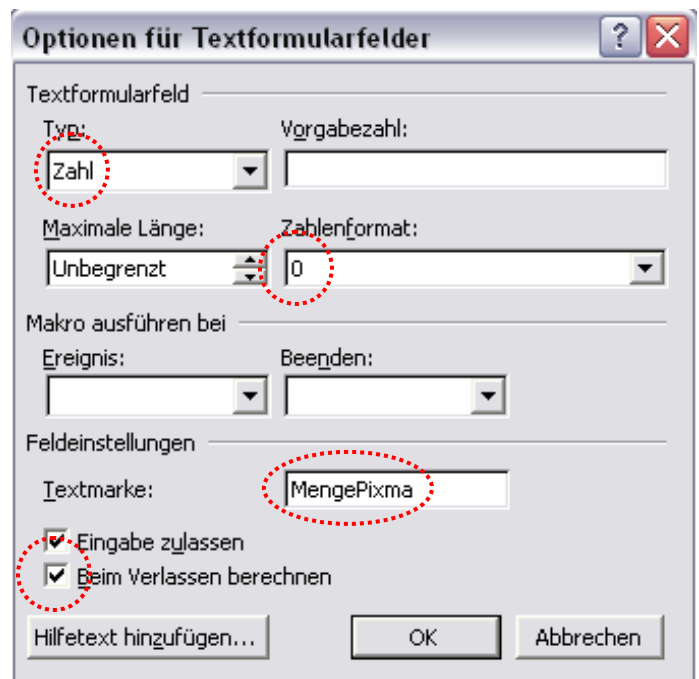 Optionen für Textformularfelder
Textformularfeld
Typ: Vorgabezahl:
Zahl
Maximale Länge: Zahlenformat:
Unbegrenzt 0
Makro ausführen bei
Ereignis: Beenden:
Feldeinstellungen
Textmarke: MengePixma
Eingabe zulassen
Beim Verlassen berechnen
Hilfetext hinzufügen... OK Abbrechen